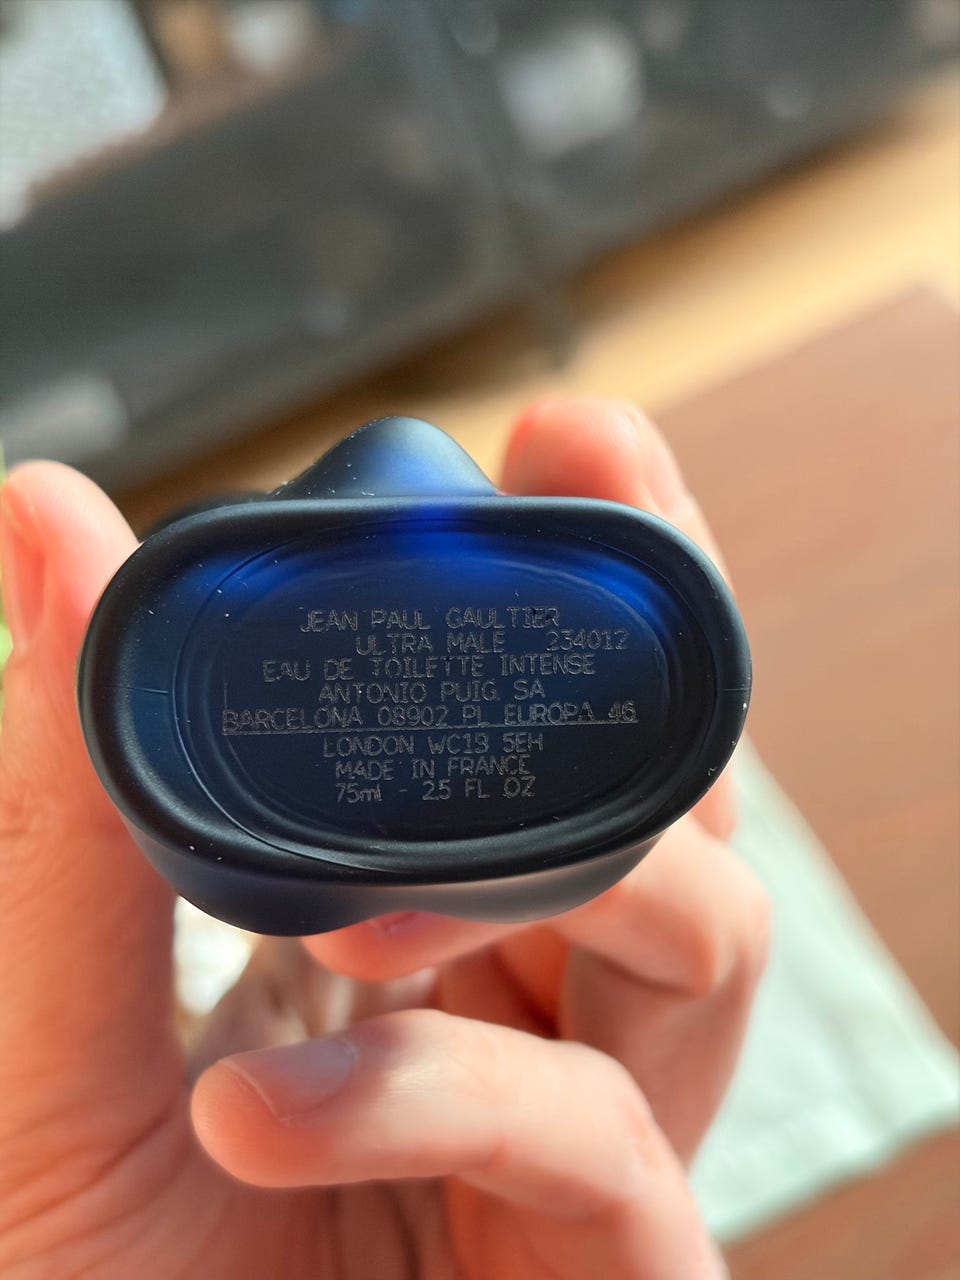 JEAN PAUL GAULTIER
ULTRA MALE 234012
EAU DE TOILETTE INTENSE
ANTONIO PUIG. SA
BARCELONA 08902 PL EUROPA 46
LONDON WC1B 5EH
MADE IN FRANCE
75ml - 2.5 FL OZ